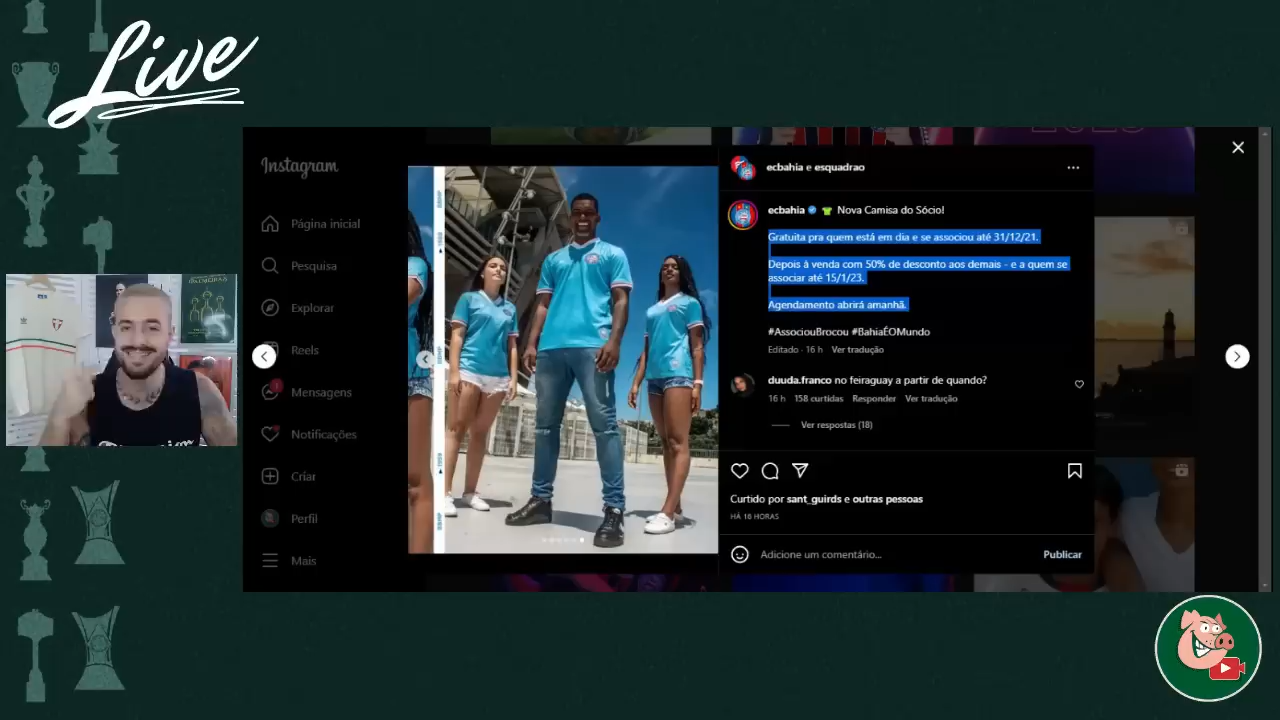 Live
Instagram
Página inicial
Pesquisa
Explorar
Reels
Mensagens
Notificações
Criar
Perfil
Mais
ecbahia e esquadrao
ecbahia Nova Camisa do Sócio!
Gratuita pra quem está em dia e se associou até 31/12/21.
Depois à venda com 50% de desconto aos demais - e a quem se
associar até 15/1/23.
Agendamento abrirá amanhã.
#AssociouBrocou #BahiaÉOMundo
Editado · 16 h Ver tradução
duuda.franco no feiraguay a partir de quando?
16 h 158 curtidas Responder Ver tradução
Ver respostas (18)
Curtido por sant_guirds e outras pessoas
HÁ 16 HORAS
Adicione um comentário...
Publicar